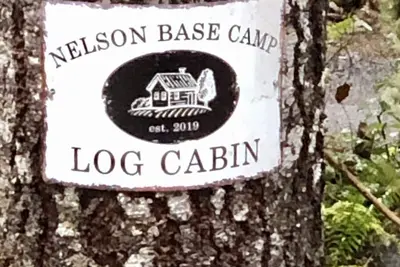 NELSON BASE CAMP
est. 2019
LOG CABIN